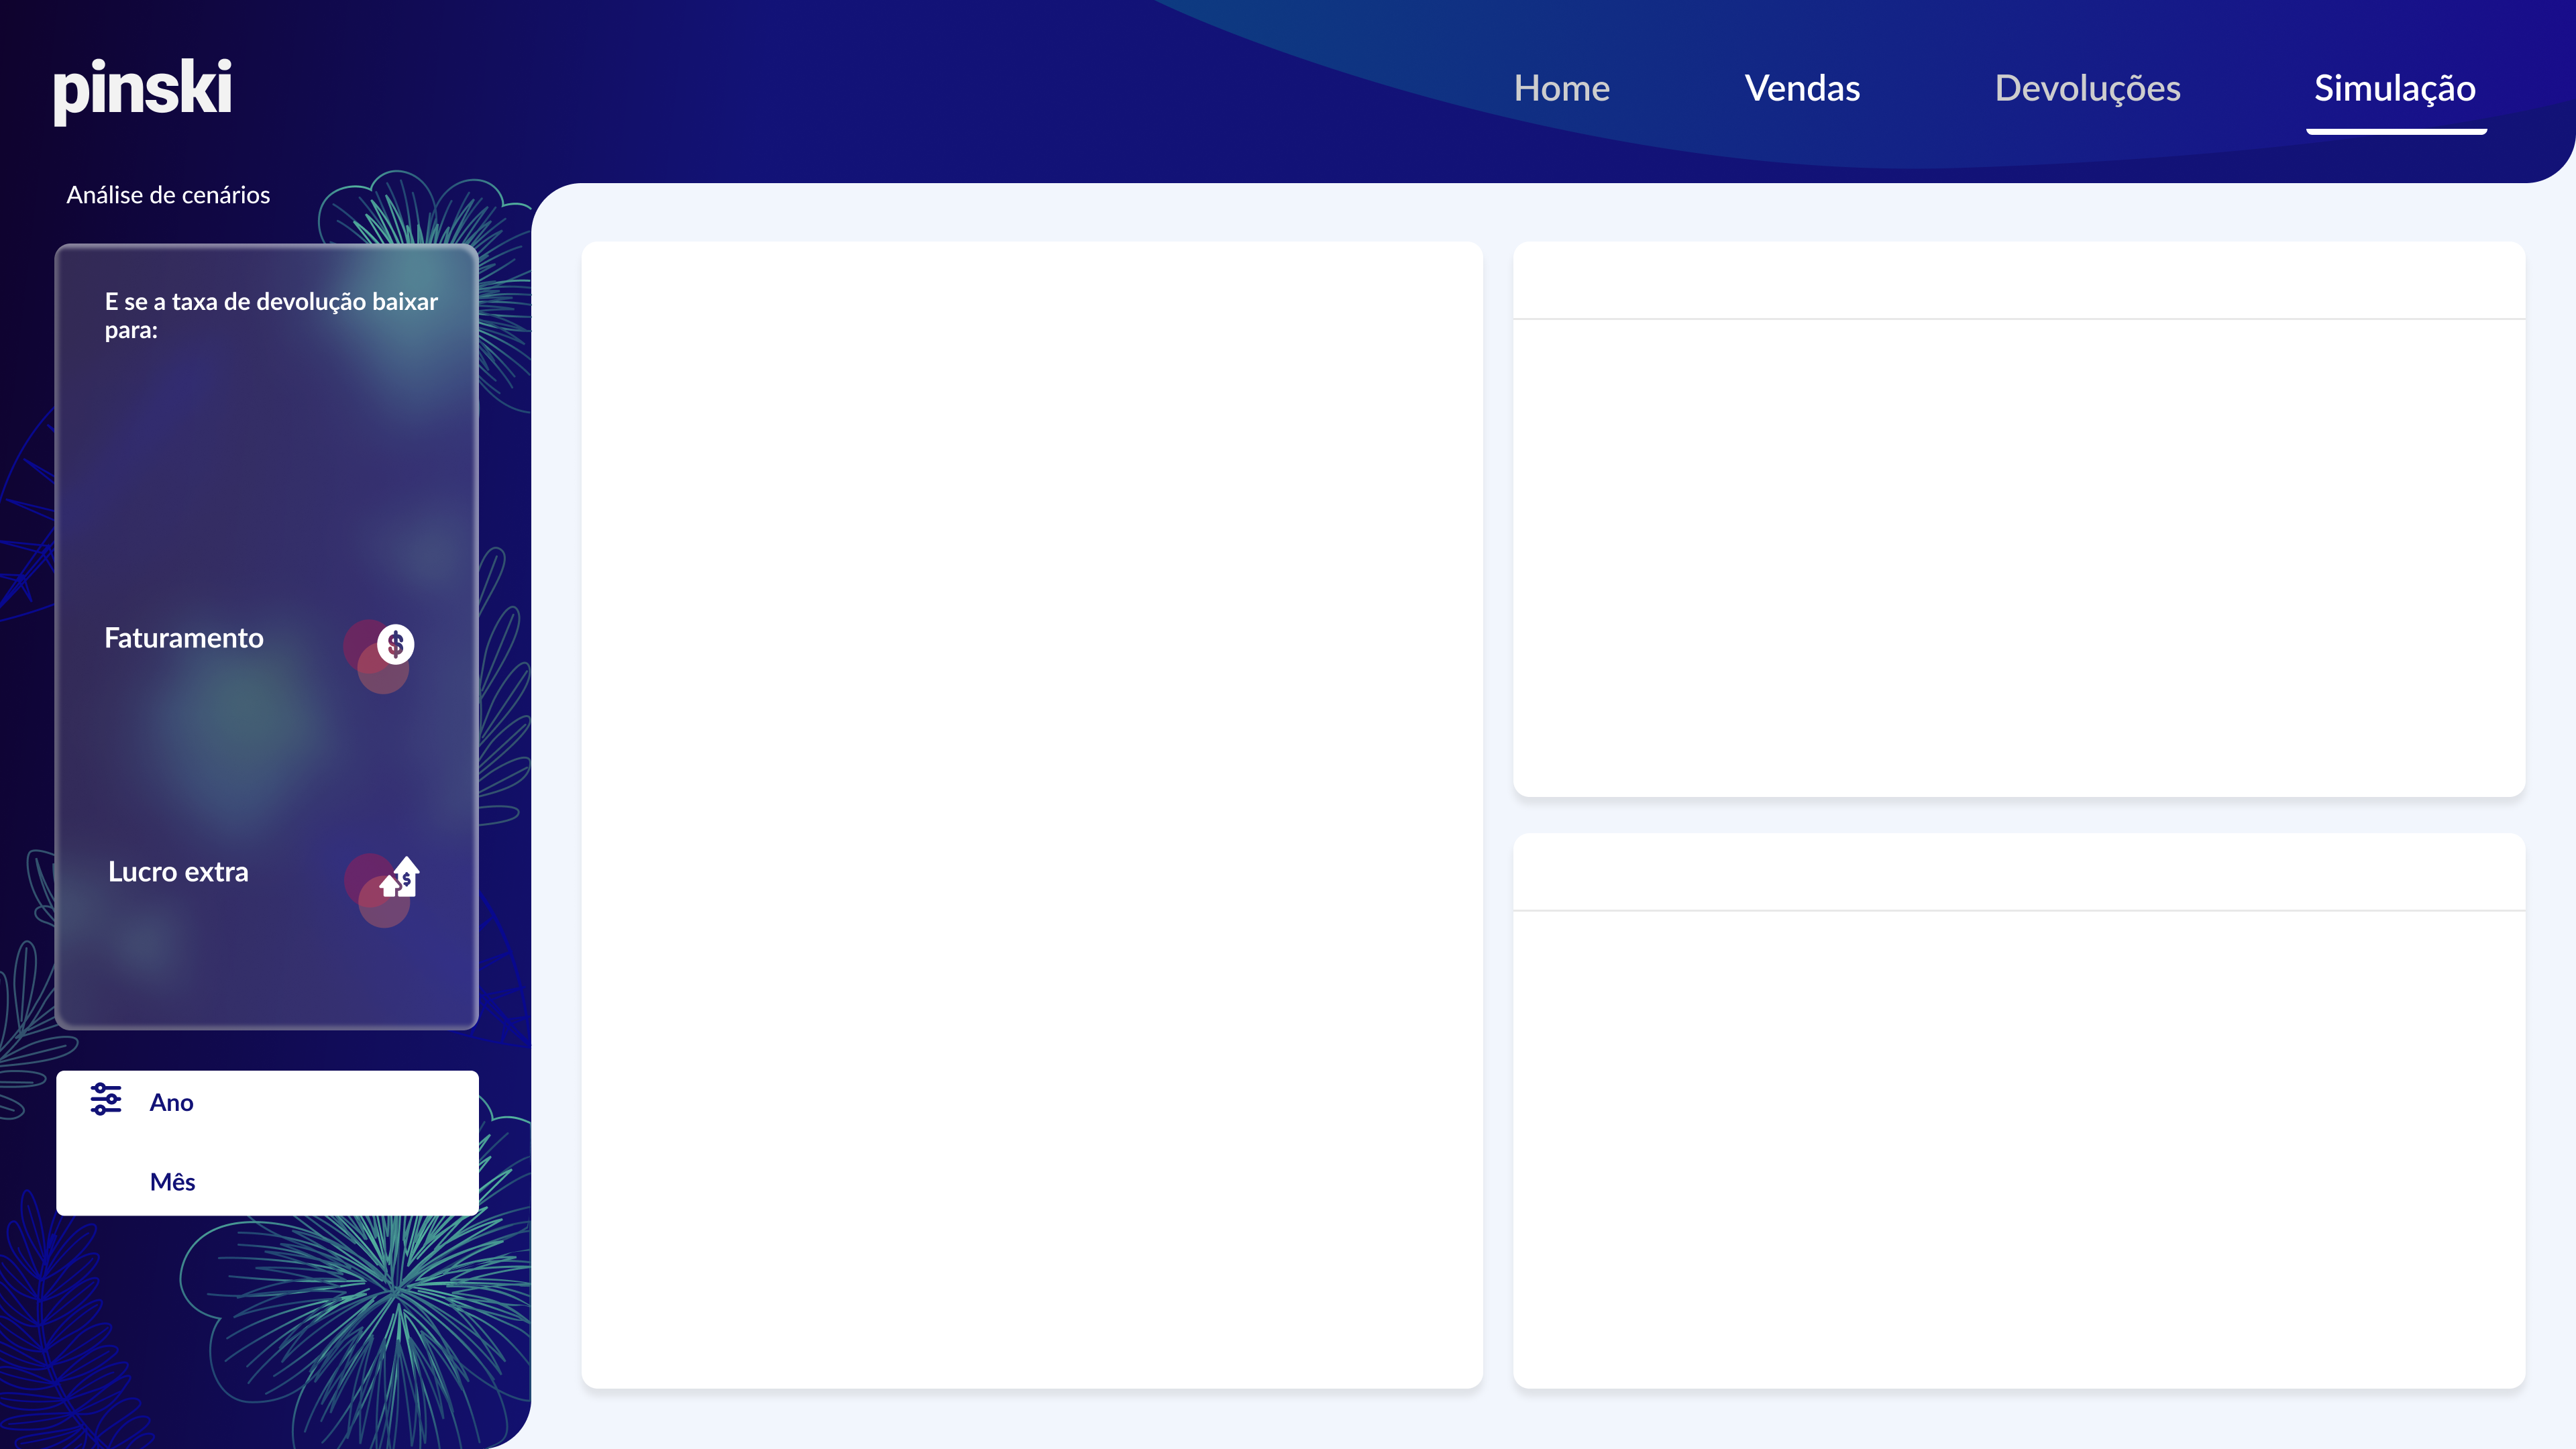 pinski
Home
Vendas
Devoluções
Simulação
Análise de cenários
E se a taxa de devolução baixar
para:
Faturamento
$
Lucro extra
$
Ano
Mês